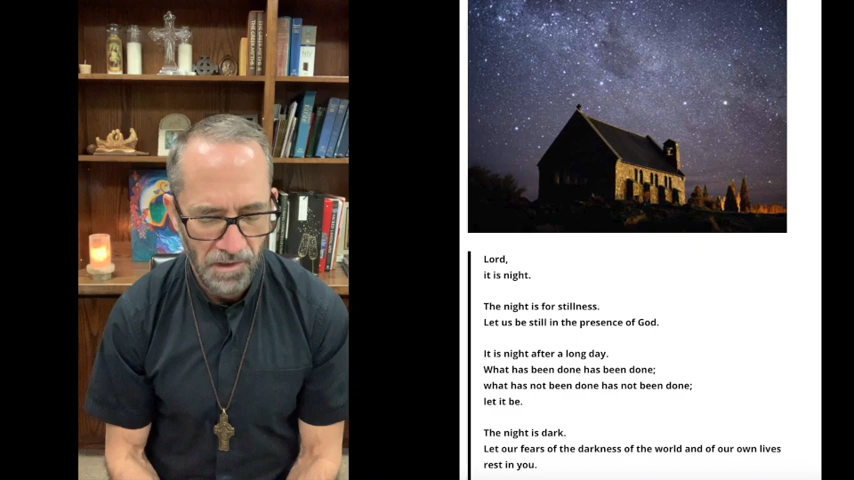 Lord,
it is night.
The night is for stillness.
Let us be still in the presence of God.
It is night after a long day.
What has been done has been done;
what has not been done has not been done;
let it be.
The night is dark.
Let our fears of the darkness of the world and of our own lives
rest in you.